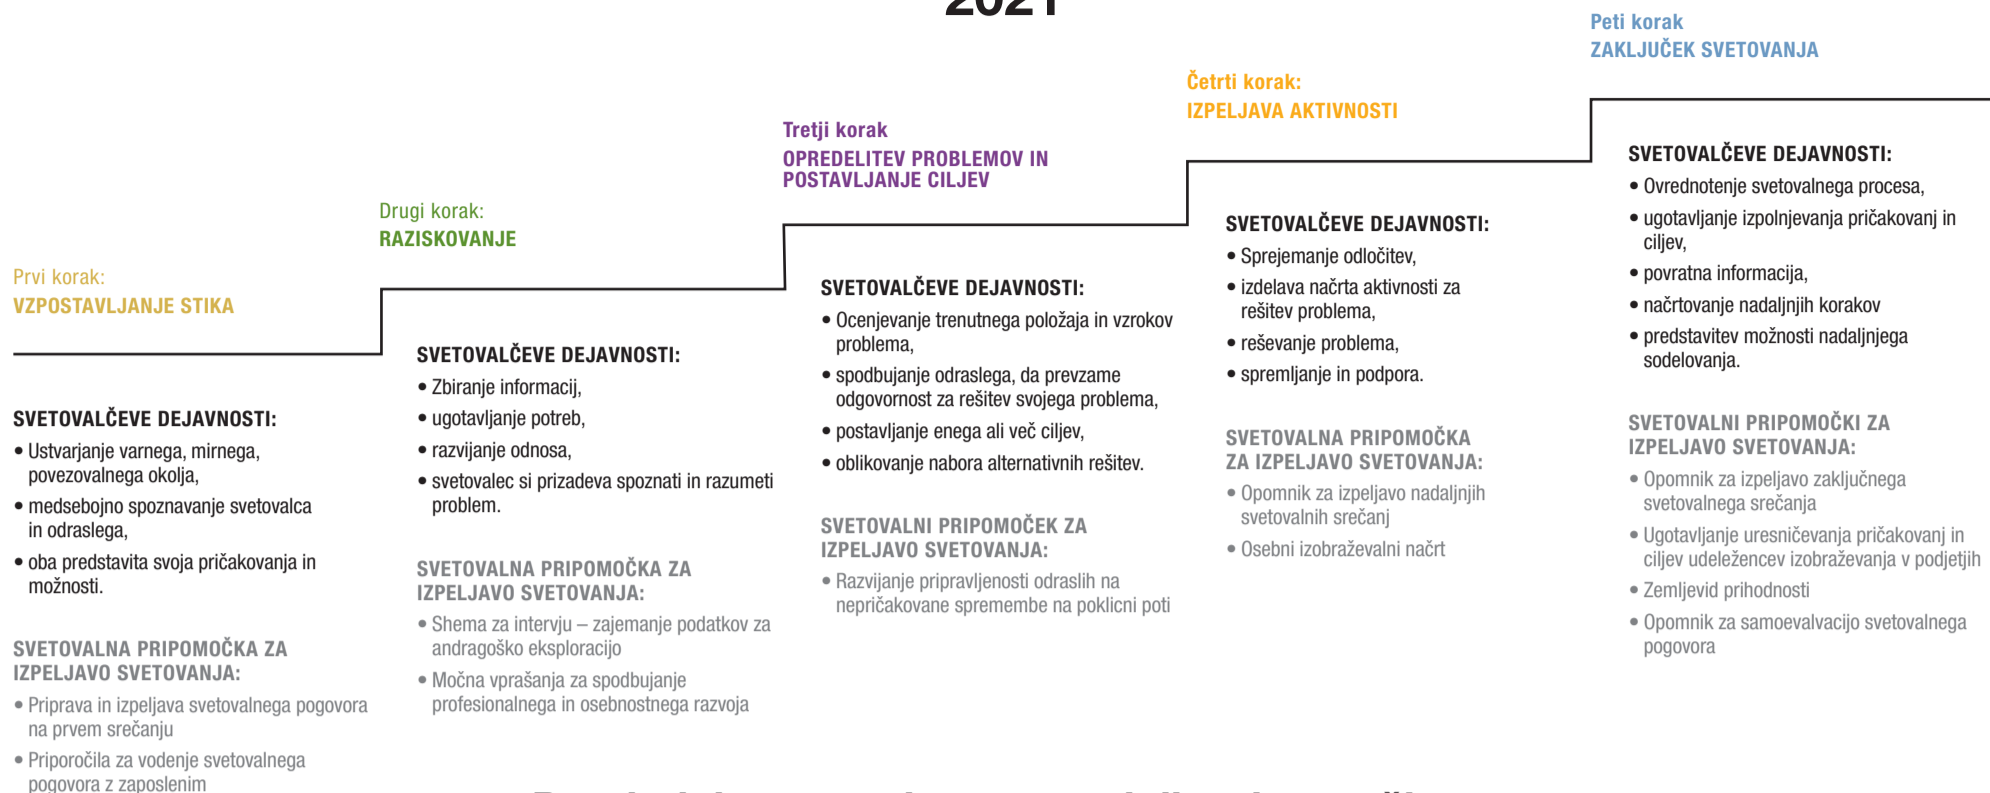 2021
Prvi korak:
VZPOSTAVLJANJE STIKA
SVETOVALČEVE DEJAVNOSTI:
• Ustvarjanje varnega, mirnega,
povezovalnega okolja,
• medsebojno spoznavanje svetovalca
in odraslega,
• oba predstavita svoja pričakovanja in
možnosti.
SVETOVALNA PRIPOMOČKA ZA
IZPELJAVO SVETOVANJA:
• Priprava in izpeljava svetovalnega pogovora
na prvem srečanju
• Priporočila za vodenje svetovalnega
pogovora z zaposlenim
Drugi korak:
RAZISKOVANJE
SVETOVALČEVE DEJAVNOSTI:
• Zbiranje informacij,
• ugotavljanje potreb,
• razvijanje odnosa,
• svetovalec si prizadeva spoznati in razumeti
problem.
SVETOVALNA PRIPOMOČKA ZA
IZPELJAVO SVETOVANJA:
• Shema za intervju – zajemanje podatkov za
andragoško eksploracijo
• Močna vprašanja za spodbujanje
profesionalnega in osebnostnega razvoja
Tretji korak
OPREDELITEV PROBLEMOV IN
POSTAVLJANJE CILJEV
SVETOVALČEVE DEJAVNOSTI:
• Ocenjevanje trenutnega položaja in vzrokov
problema,
• spodbujanje odraslega, da prevzame
odgovornost za rešitev svojega problema,
• postavljanje enega ali več ciljev,
• oblikovanje nabora alternativnih rešitev.
SVETOVALNI PRIPOMOČEK ZA
IZPELJAVO SVETOVANJA:
• Razvijanje pripravljenosti odraslih na
nepričakovane spremembe na poklicni poti
Četrti korak:
IZPELJAVA AKTIVNOSTI
SVETOVALČEVE DEJAVNOSTI:
• Sprejemanje odločitev,
• izdelava načrta aktivnosti za
rešitev problema,
• reševanje problema,
• spremljanje in podpora.
SVETOVALNA PRIPOMOČKA
ZA IZPELJAVO SVETOVANJA:
• Opomnik za izpeljavo nadaljnjih
svetovalnih srečanj
• Osebni izobraževalni načrt
Peti korak
ZAKLJUČEK SVETOVANJA
SVETOVALČEVE DEJAVNOSTI:
• Ovrednotenje svetovalnega procesa,
• ugotavljanje izpolnjevanja pričakovanj in
ciljev,
• povratna informacija,
• načrtovanje nadaljnjih korakov
• predstavitev možnosti nadaljnjega
sodelovanja.
SVETOVALNI PRIPOMOČKI ZA
IZPELJAVO SVETOVANJA:
• Opomnik za izpeljavo zaključnega
svetovalnega srečanja
• Ugotavljanje uresničevanja pričakovanj in
ciljev udeležencev izobraževanja v podjetjih
• Zemljevid prihodnosti
• Opomnik za samoevalvacijo svetovalnega
pogovora